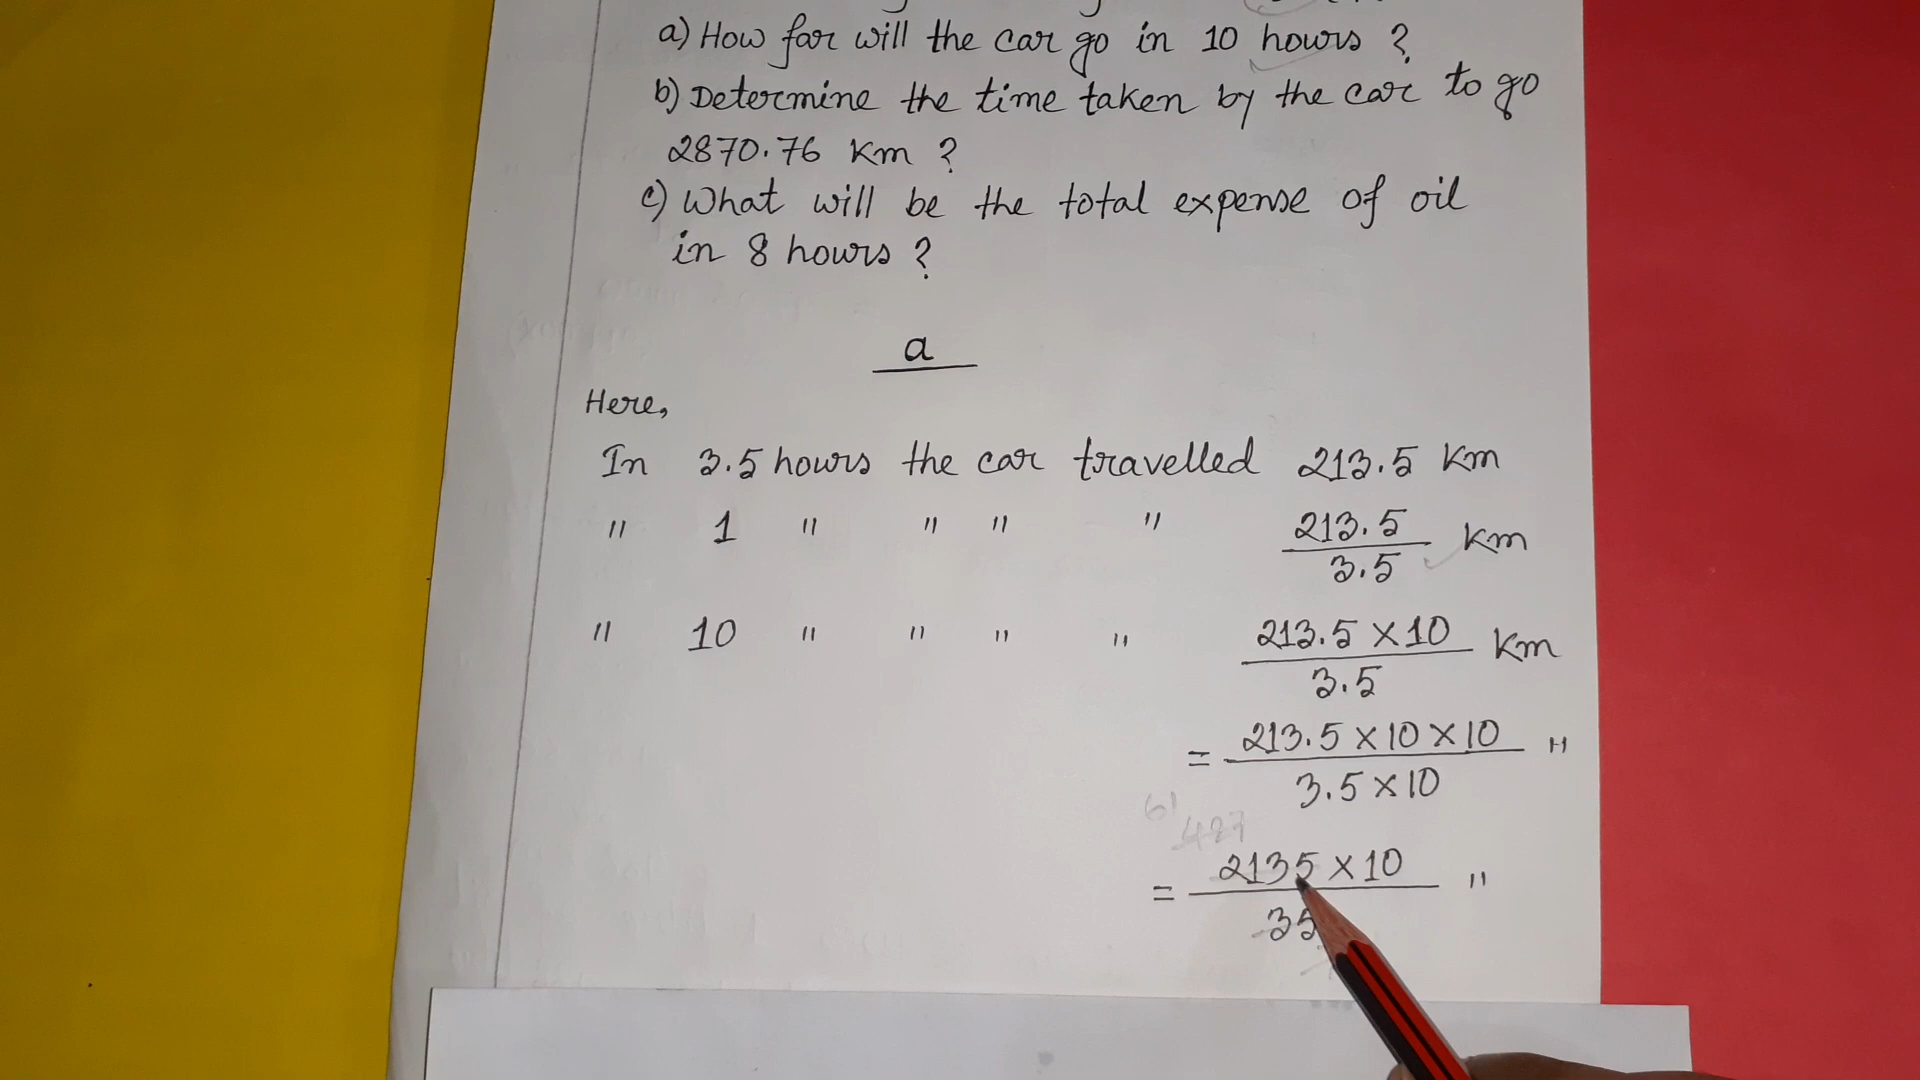 a) How far will the car go in 10 hours ?
b) Determine the time taken by the car to go
2870.76 Km ?
c) What will be the total expense of oil
in 8 hours ?
a
Here,
In 3.5 hours the car travelled 213.5 Km
" 1 " " " " 213.5 / 3.5 Km
" 10 " " " " 213.5 × 10 / 3.5 Km
= 213.5 × 10 × 10 / 3.5 × 10 "
61
427
= 2135 × 10 / 35 "